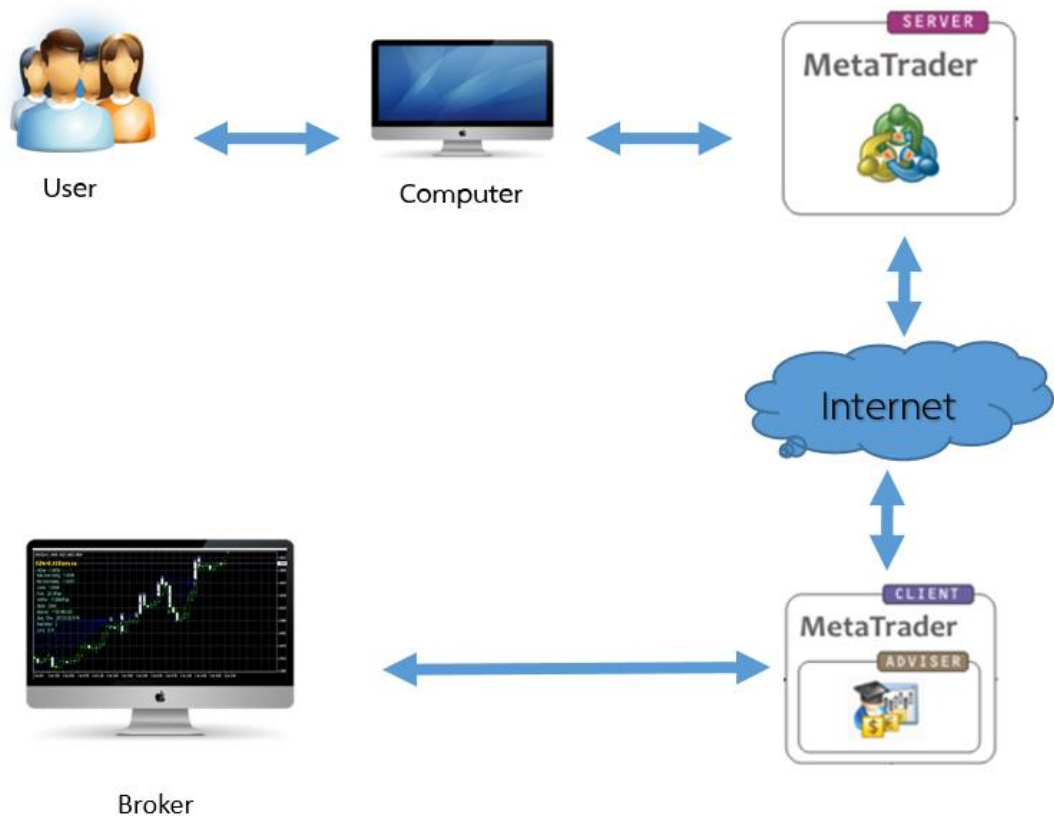 SERVER
MetaTrader
User
Computer
Internet
CLIENT
MetaTrader
ADVISER
Broker